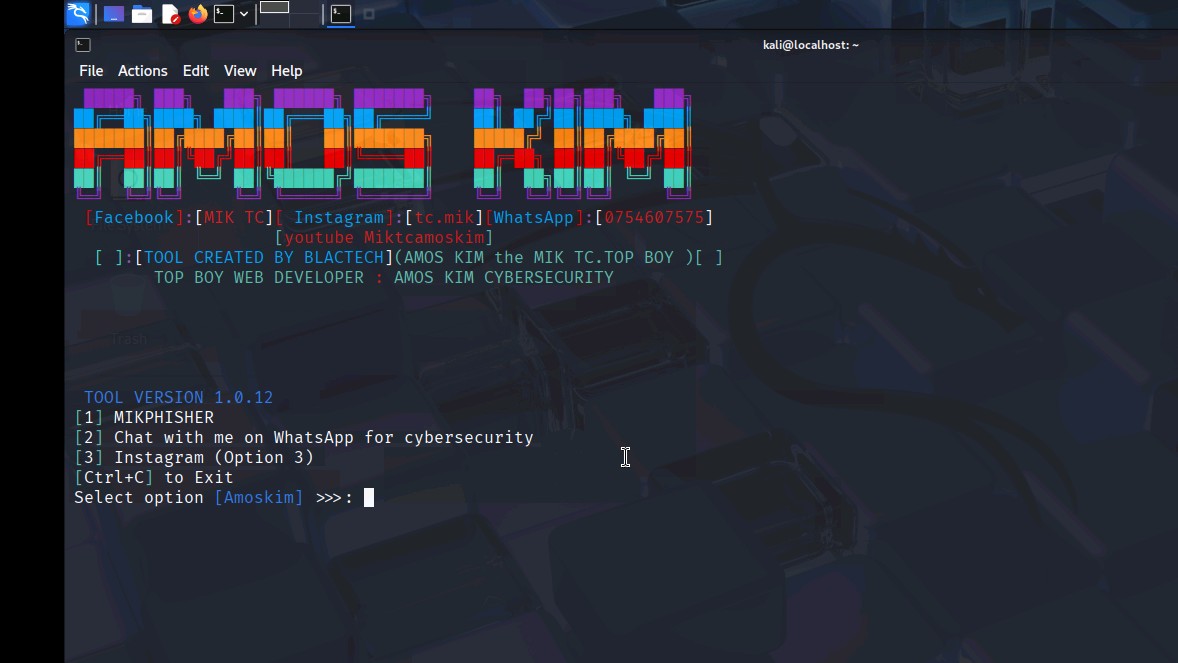 kali@localhost: ~
File Actions Edit View Help
AMOS KIM
[Facebook]:[MIK TC][ Instagram]:[tc.mik][WhatsApp]:[0754607575]
[youtube Miktcamoskim]
[ ]:[TOOL CREATED BY BLACTECH](AMOS KIM the MIK TC.TOP BOY )[ ]
TOP BOY WEB DEVELOPER : AMOS KIM CYBERSECURITY
Trash
TOOL VERSION 1.0.12
[1] MIKPHISHER
[2] Chat with me on WhatsApp for cybersecurity
[3] Instagram (Option 3)
[Ctrl+C] to Exit
Select option [Amoskim] >>>: